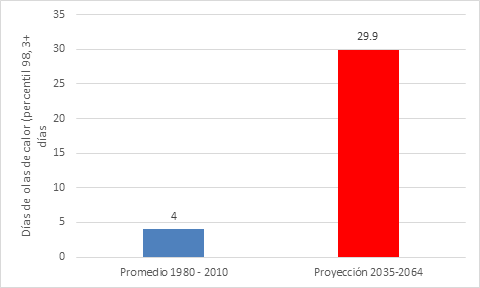 35
30
25
20
15
10
5
0
Días de olas de calor (percentil 98, 3+
días
4
29.9
Promedio 1980 - 2010
Proyección 2035-2064